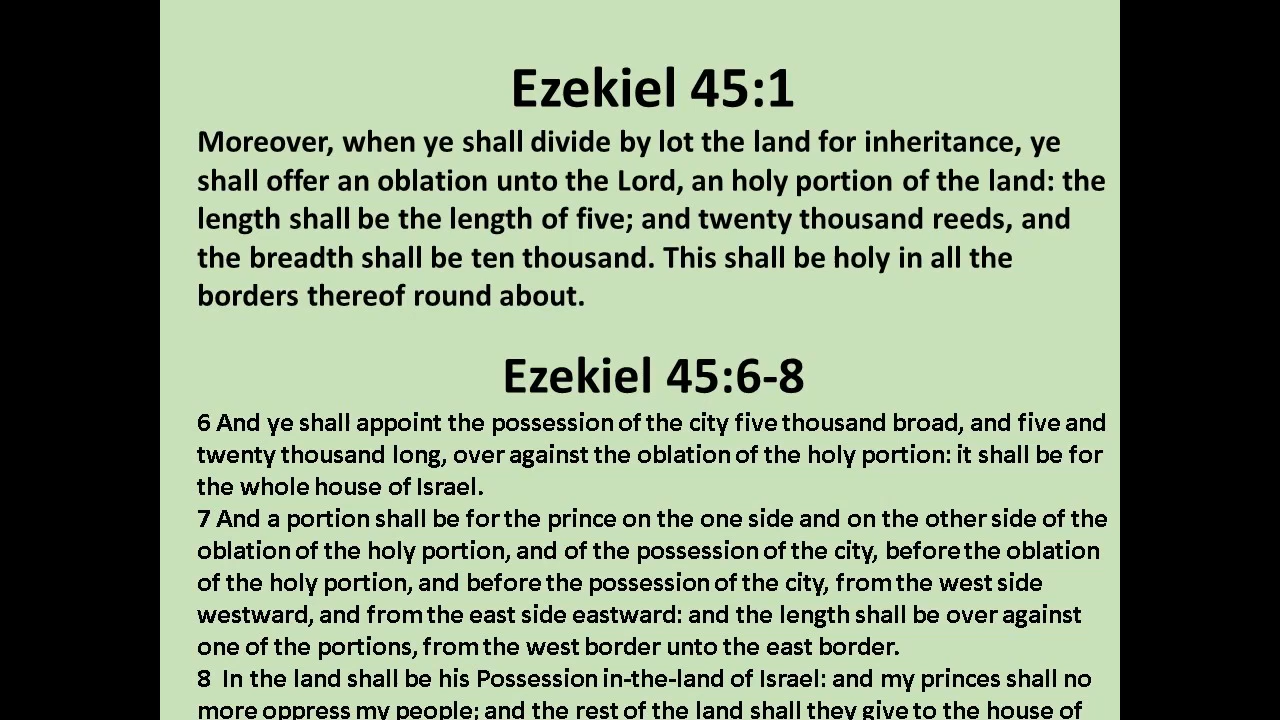 Ezekiel 45:1
Moreover, when ye shall divide by lot the land for inheritance, ye
shall offer an oblation unto the Lord, an holy portion of the land: the
length shall be the length of five; and twenty thousand reeds, and
the breadth shall be ten thousand. This shall be holy in all the
borders thereof round about.
Ezekiel 45:6-8
6 And ye shall appoint the possession of the city five thousand broad, and five and
twenty thousand long, over against the oblation of the holy portion: it shall be for
the whole house of Israel.
7 And a portion shall be for the prince on the one side and on the other side of the
oblation of the holy portion, and of the possession of the city, before the oblation
of the holy portion, and before the possession of the city, from the west side
westward, and from the east side eastward: and the length shall be over against
one of the portions, from the west border unto the east border.
8 In the land shall be his Possession in-the-land of Israel: and my princes shall no
more oppress my people; and the rest of the land shall they give to the house of